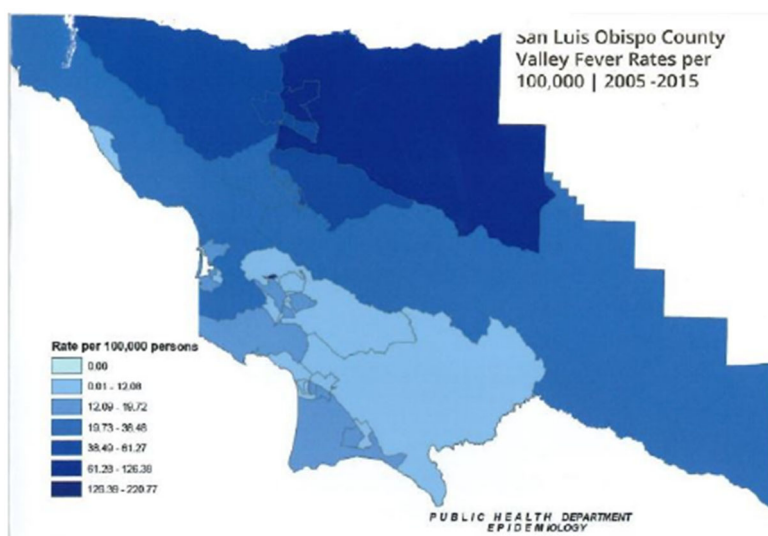 San Luis Obispo County
Valley Fever Rates per
100,000 | 2005 -2015
Rate per 100,000 persons
0.00
0.01 - 12.08
12.09 - 19.72
19.73 - 38.48
38.49 - 61.27
61.28 - 126.38
126.39 - 220.77
PUBLIC HEALTH DEPARTMENT
EPIDEMIOLOGY